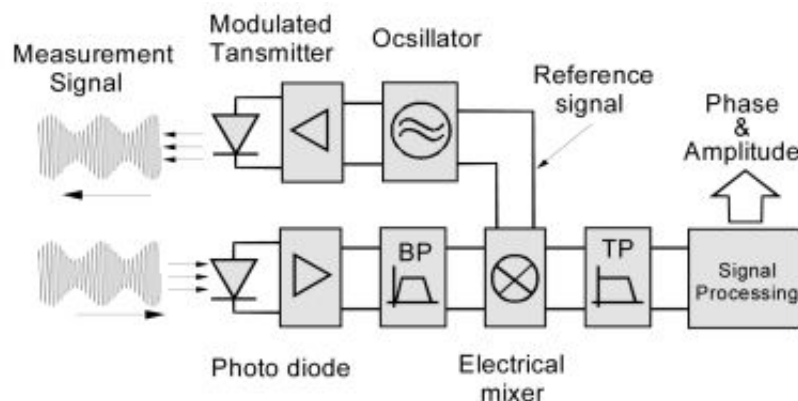 Modulated
Tansmitter
Ocsillator
Measurement
Signal
Reference
signal
Phase
&
Amplitude
BP
TP
Signal
Processing
Photo diode
Electrical
mixer